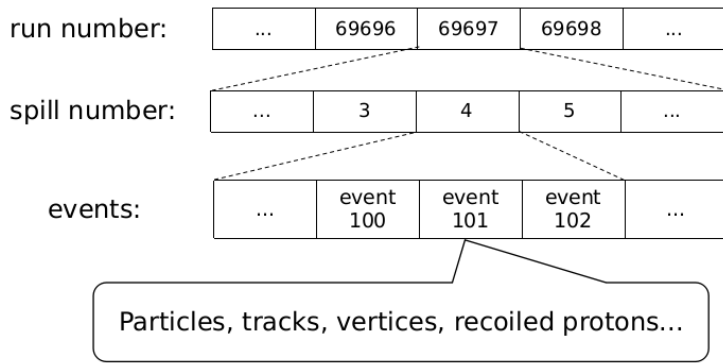 run number: ... 69696 69697 69698 ...
spill number: ... 3 4 5 ...
events: ... event 100 event 101 event 102 ...
Particles, tracks, vertices, recoiled protons...